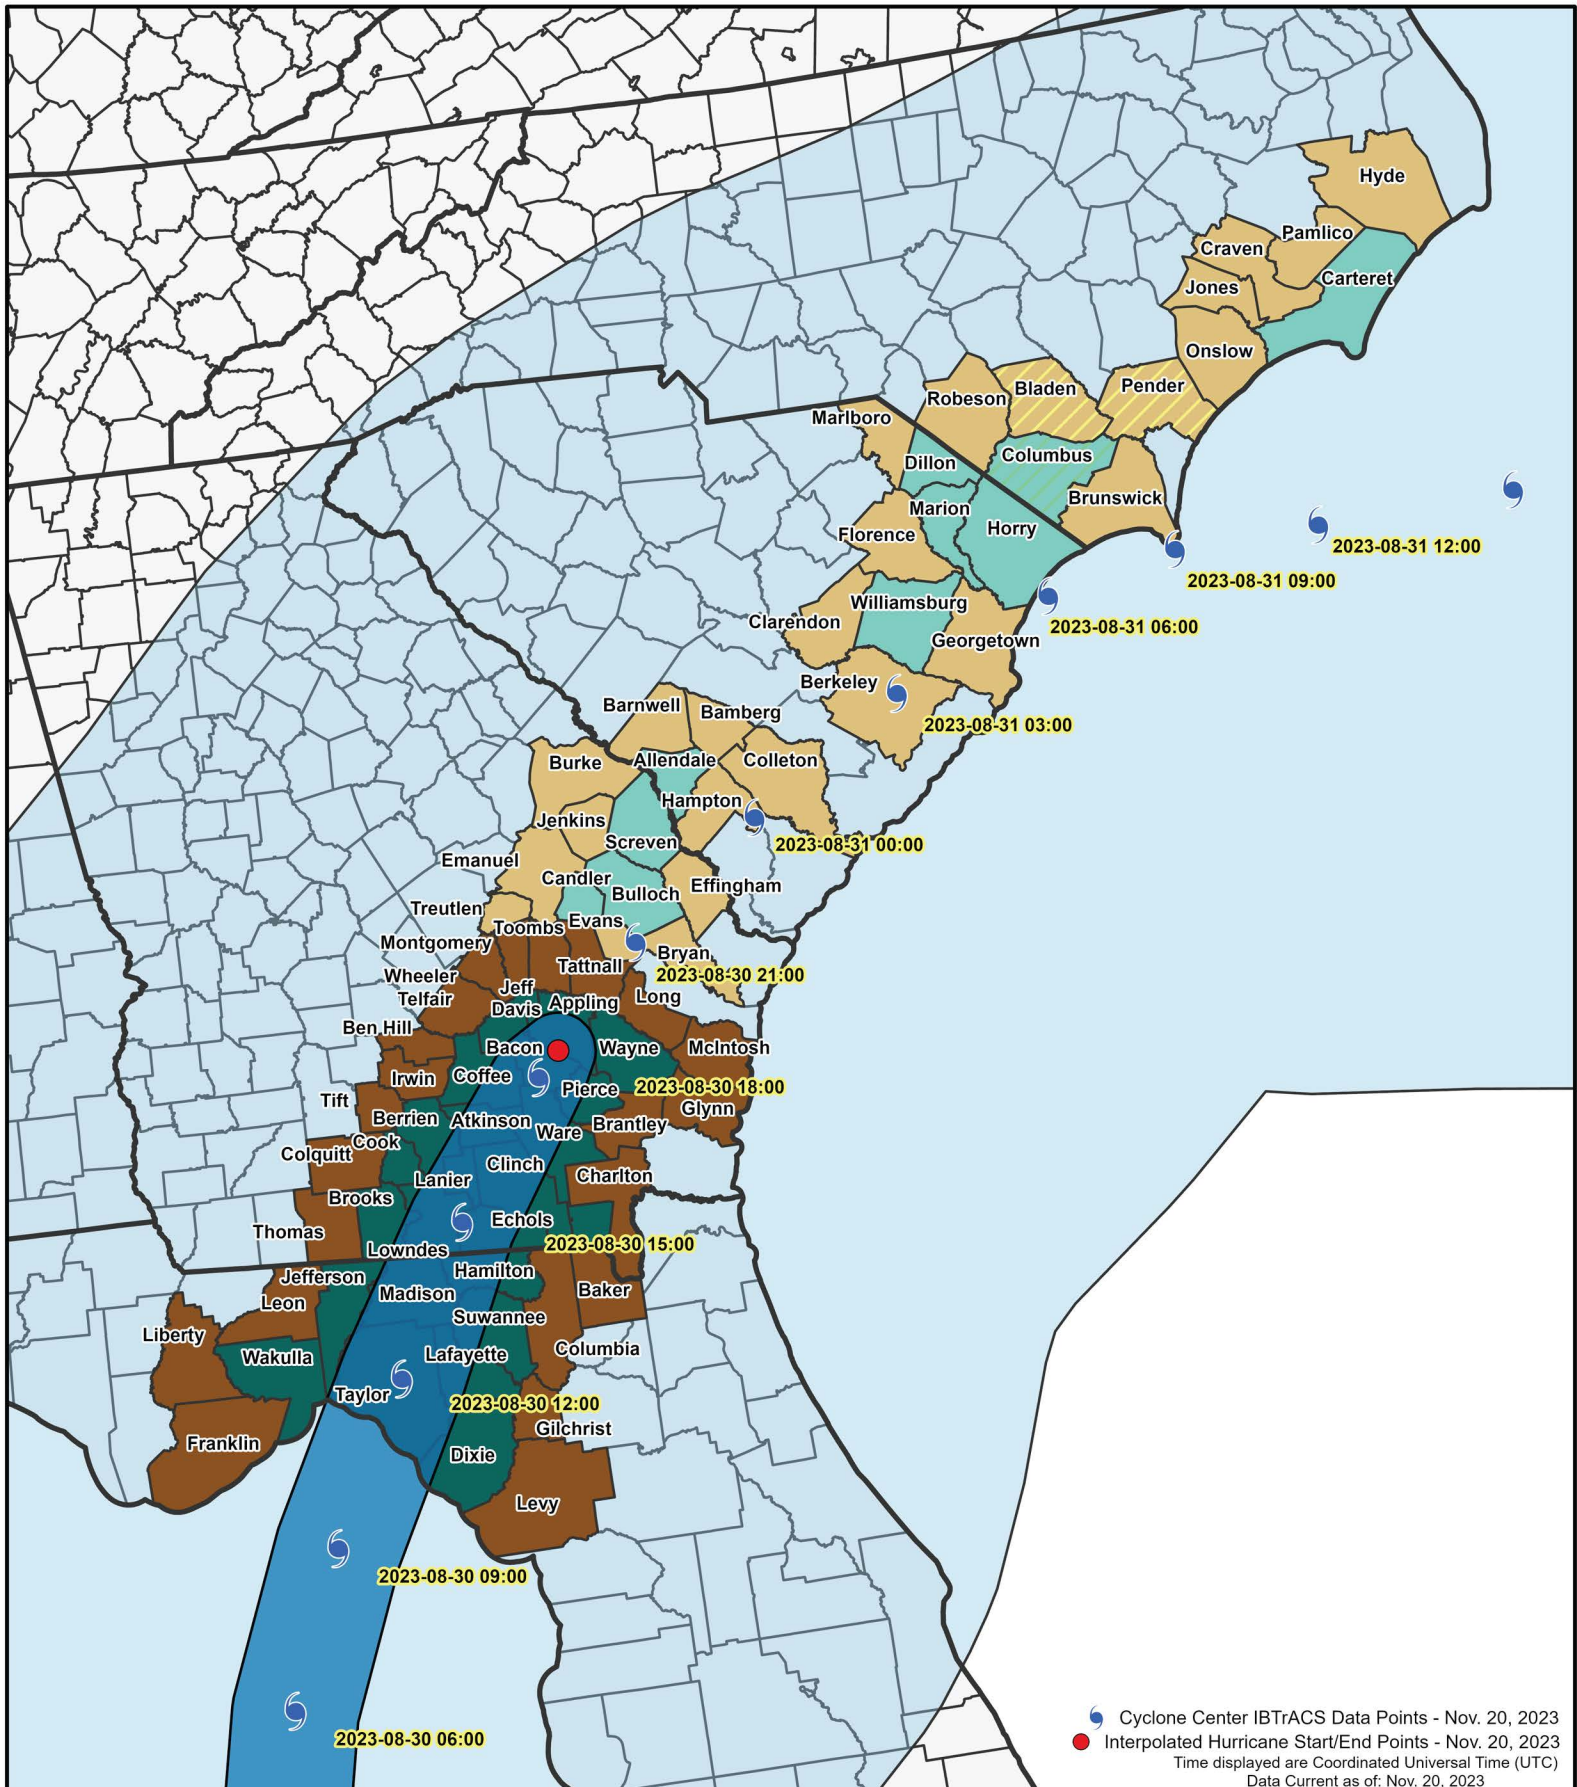 Hyde
Pamlico
Craven
Carteret
Jones
Onslow
Pender
Bladen
Robeson
Marlboro
Columbus
Dillon
Brunswick
Marion
Horry
Florence
2023-08-31 12:00
2023-08-31 09:00
Williamsburg
Clarendon
2023-08-31 06:00
Georgetown
Berkeley
Barnwell
Bamberg
2023-08-31 03:00
Burke
Allendale
Colleton
Hampton
Jenkins
Screven
2023-08-31 00:00
Emanuel
Candler
Effingham
Bulloch
Treutlen
Evans
Toombs
Montgomery
Bryan
Tattnall
2023-08-30 21:00
Wheeler
Jeff
Davis
Telfair
Long
Appling
Ben Hill
Bacon
Wayne
McIntosh
Irwin
Coffee
Pierce
2023-08-30 18:00
Tift
Glynn
Berrien
Atkinson
Brantley
Ware
Cook
Colquitt
Clinch
Charlton
Lanier
Brooks
Echols
Thomas
2023-08-30 15:00
Lowndes
Hamilton
Jefferson
Madison
Baker
Leon
Suwannee
Liberty
Columbia
Lafayette
Wakulla
Taylor
2023-08-30 12:00
Gilchrist
Franklin
Dixie
Levy
2023-08-30 09:00
2023-08-30 06:00
Cyclone Center IBTrACS Data Points - Nov. 20, 2023
Interpolated Hurricane Start/End Points - Nov. 20, 2023
Time displayed are Coordinated Universal Time (UTC)
Data Current as of: Nov. 20, 2023